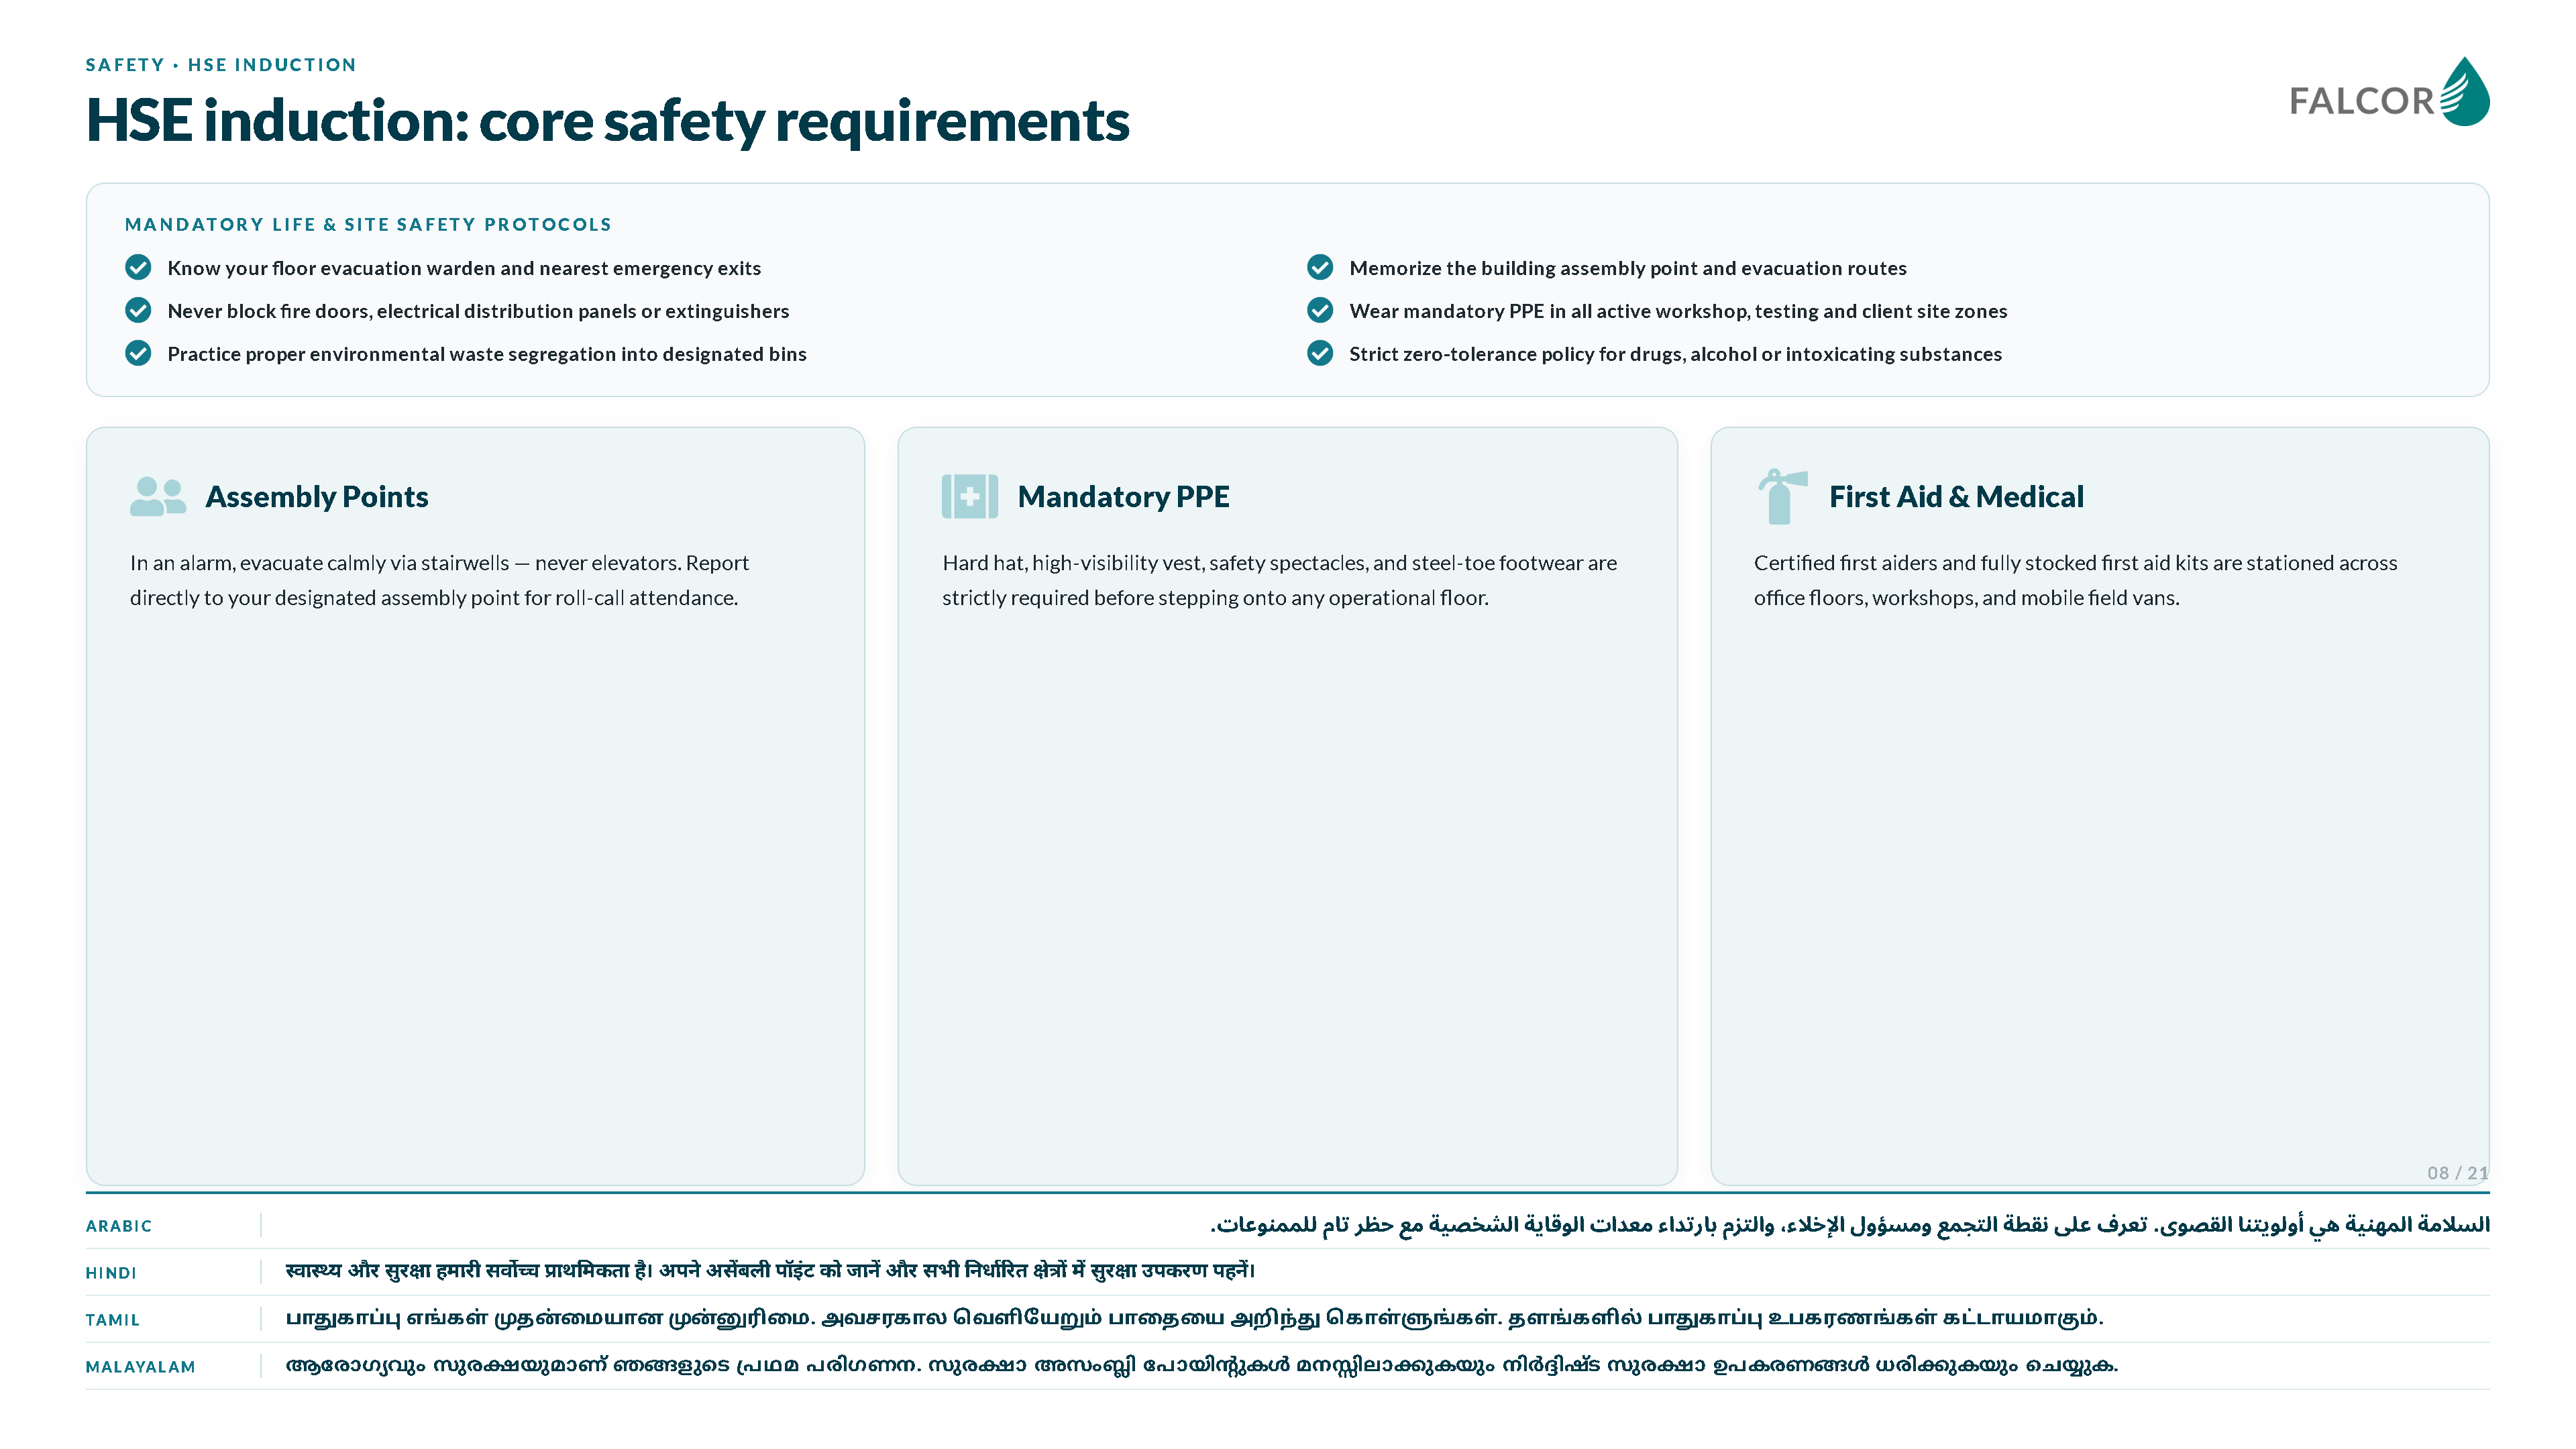 SAFETY · HSE INDUCTION
HSE induction: core safety requirements
FALCOR
MANDATORY LIFE & SITE SAFETY PROTOCOLS
Know your floor evacuation warden and nearest emergency exits
Memorize the building assembly point and evacuation routes
Never block fire doors, electrical distribution panels or extinguishers
Wear mandatory PPE in all active workshop, testing and client site zones
Practice proper environmental waste segregation into designated bins
Strict zero-tolerance policy for drugs, alcohol or intoxicating substances
Assembly Points
In an alarm, evacuate calmly via stairwells — never elevators. Report
directly to your designated assembly point for roll-call attendance.
Mandatory PPE
Hard hat, high-visibility vest, safety spectacles, and steel-toe footwear are
strictly required before stepping onto any operational floor.
First Aid & Medical
Certified first aiders and fully stocked first aid kits are stationed across
office floors, workshops, and mobile field vans.
08 / 21
ARABIC
السلامة المهنية هي أولويتنا القصوى. تعرف على نقطة التجمع ومسؤول الإخلاء، والتزم بارتداء معدات الوقاية الشخصية مع حظر تام للممنوعات.
HINDI
स्वास्थ्य और सुरक्षा हमारी सर्वोच्च प्राथमिकता है। अपने असेंबली पॉइंट को जानें और सभी निर्धारित क्षेत्रों में सुरक्षा उपकरण पहनें।
TAMIL
பாதுகாப்பு எங்கள் முதன்மையான முன்னுரிமை. அவசரகால வெளியேறும் பாதையை அறிந்து கொள்ளுங்கள். தளங்களில் பாதுகாப்பு உபகரணங்கள் கட்டாயமாகும்.
MALAYALAM
ആരോഗ്യവും സുരക്ഷയുമാണ് ഞങ്ങളുടെ പ്രഥമ പരിഗണന. സുരക്ഷാ അസംബ്ലി പോയിന്റുകൾ മനസ്സിലാക്കുകയും നിർദ്ദിഷ്ട സുരക്ഷാ ഉപകരണങ്ങൾ ധരിക്കുകയും ചെയ്യുക.